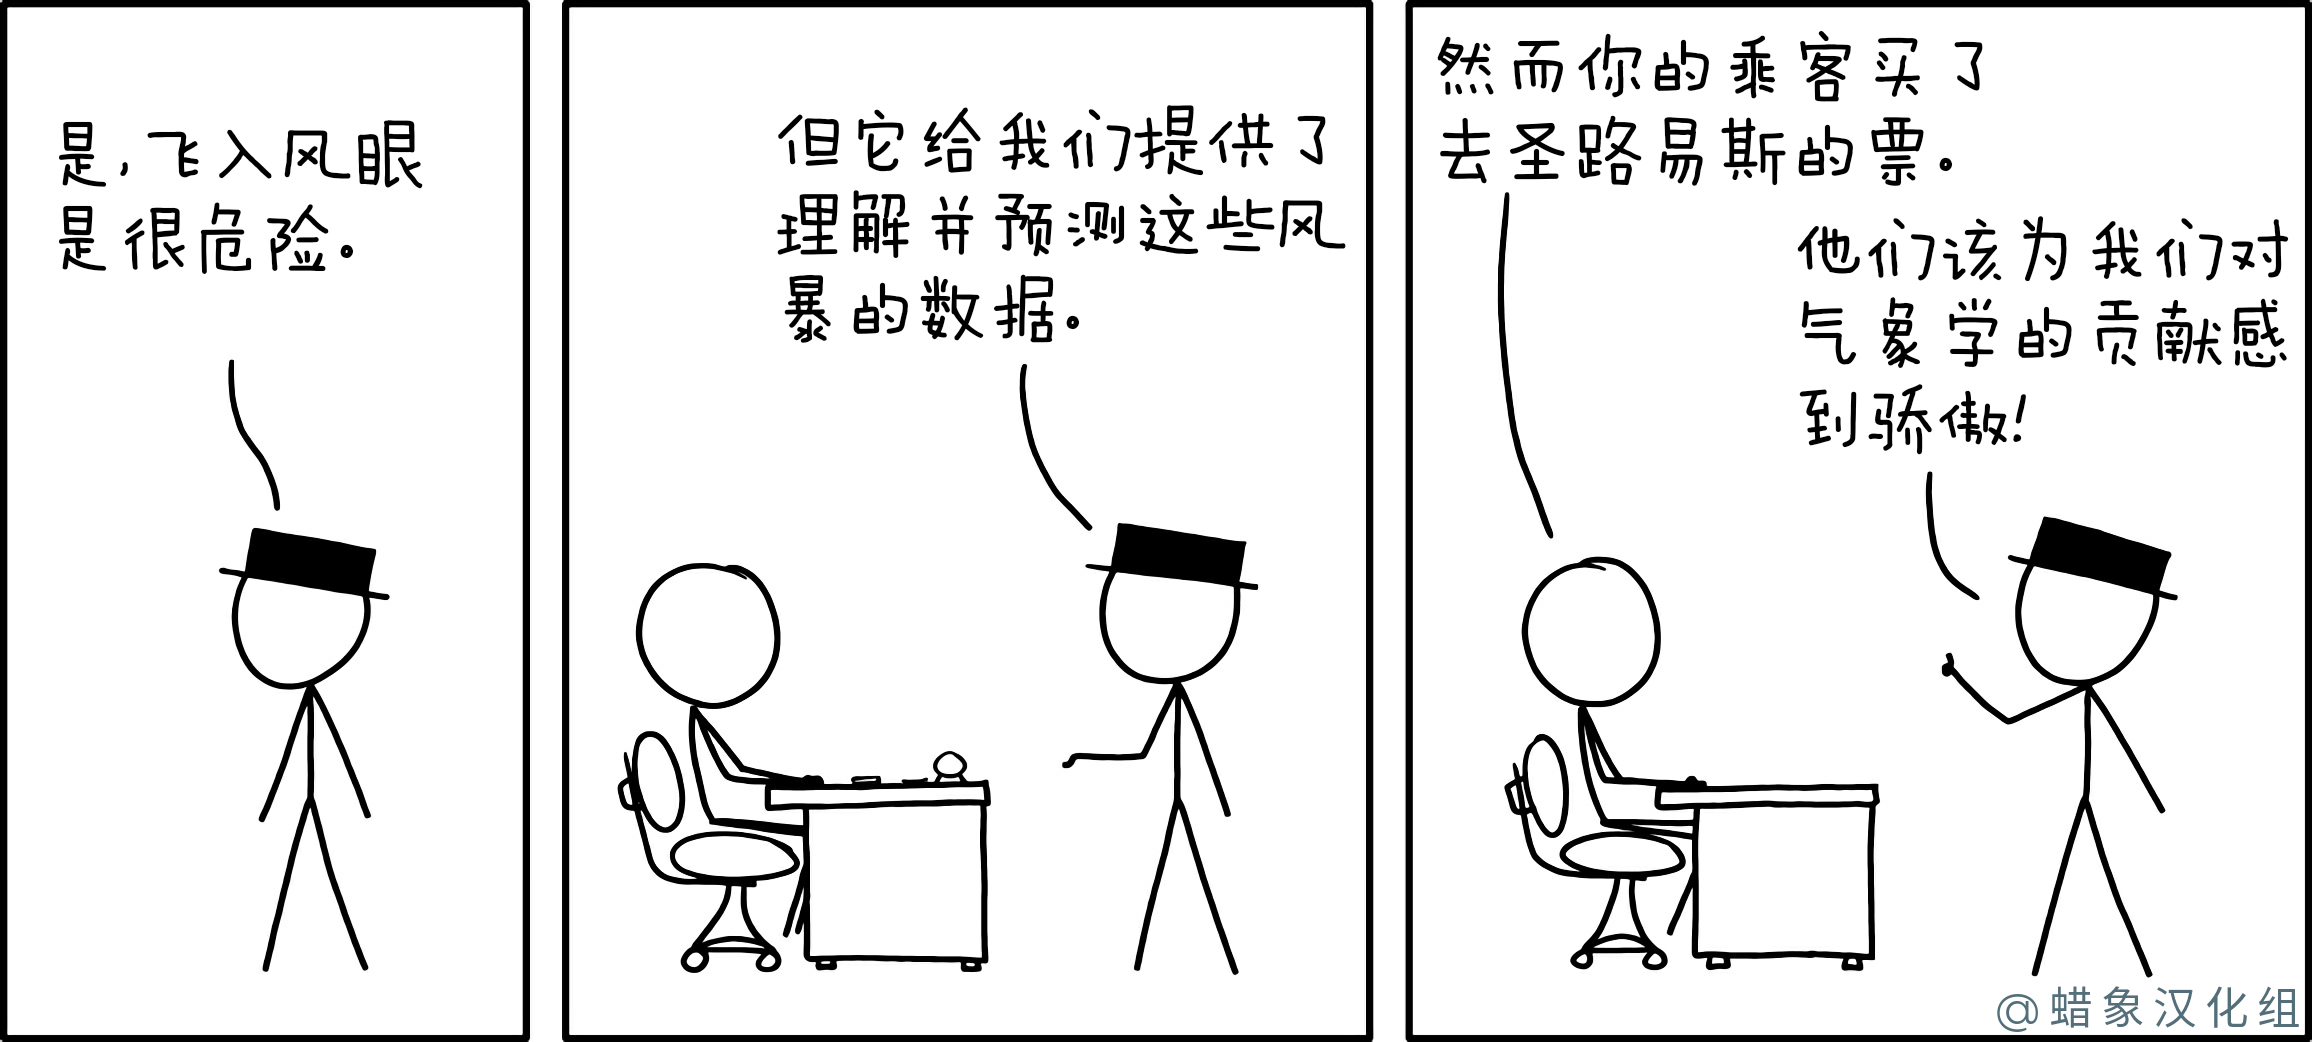 是,飞入风眼
是很危险。
但它给我们提供了
理解并预测这些风
暴的数据。
然而你的乘客买了
去圣路易斯的票。
他们该为我们对
气象学的贡献感
到骄傲!
@蜡象汉化组